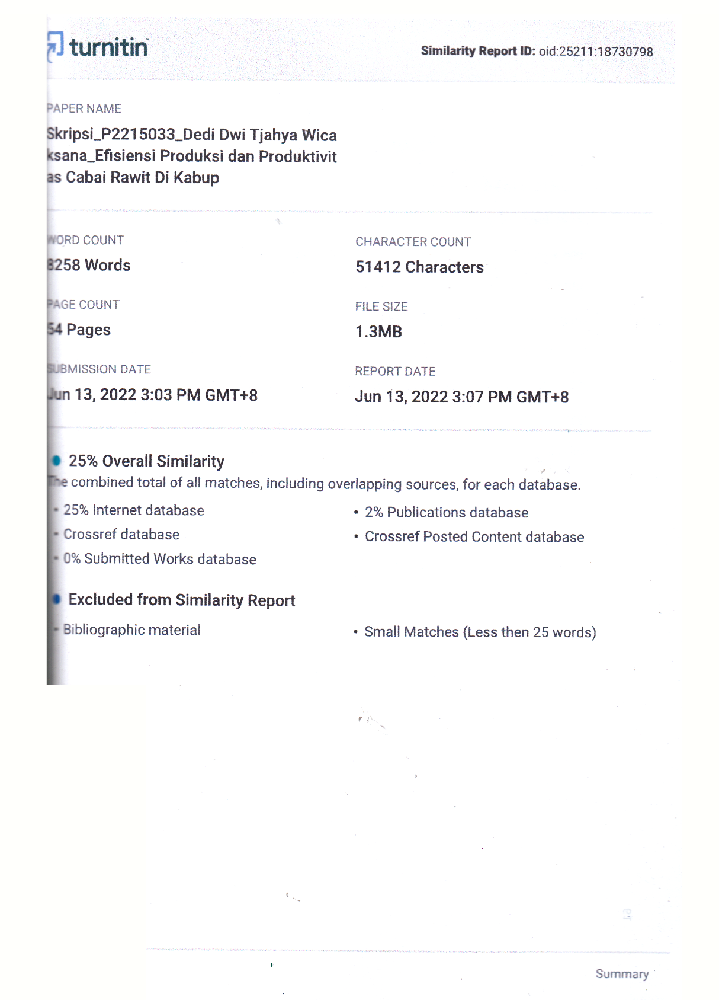 turnitin
Similarity Report ID: oid:25211:18730798
PAPER NAME
Skripsi_P2215033_Dedi Dwi Tjahya Wica
ksana_Efisiensi Produksi dan Produktivit
as Cabai Rawit Di Kabup
WORD COUNT
8258 Words
CHARACTER COUNT
51412 Characters
PAGE COUNT
54 Pages
FILE SIZE
1.3MB
SUBMISSION DATE
Jun 13, 2022 3:03 PM GMT+8
REPORT DATE
Jun 13, 2022 3:07 PM GMT+8
● 25% Overall Similarity
The combined total of all matches, including overlapping sources, for each database.
• 25% Internet database
• 2% Publications database
• Crossref database
• Crossref Posted Content database
• 0% Submitted Works database
● Excluded from Similarity Report
• Bibliographic material
• Small Matches (Less then 25 words)
Summary